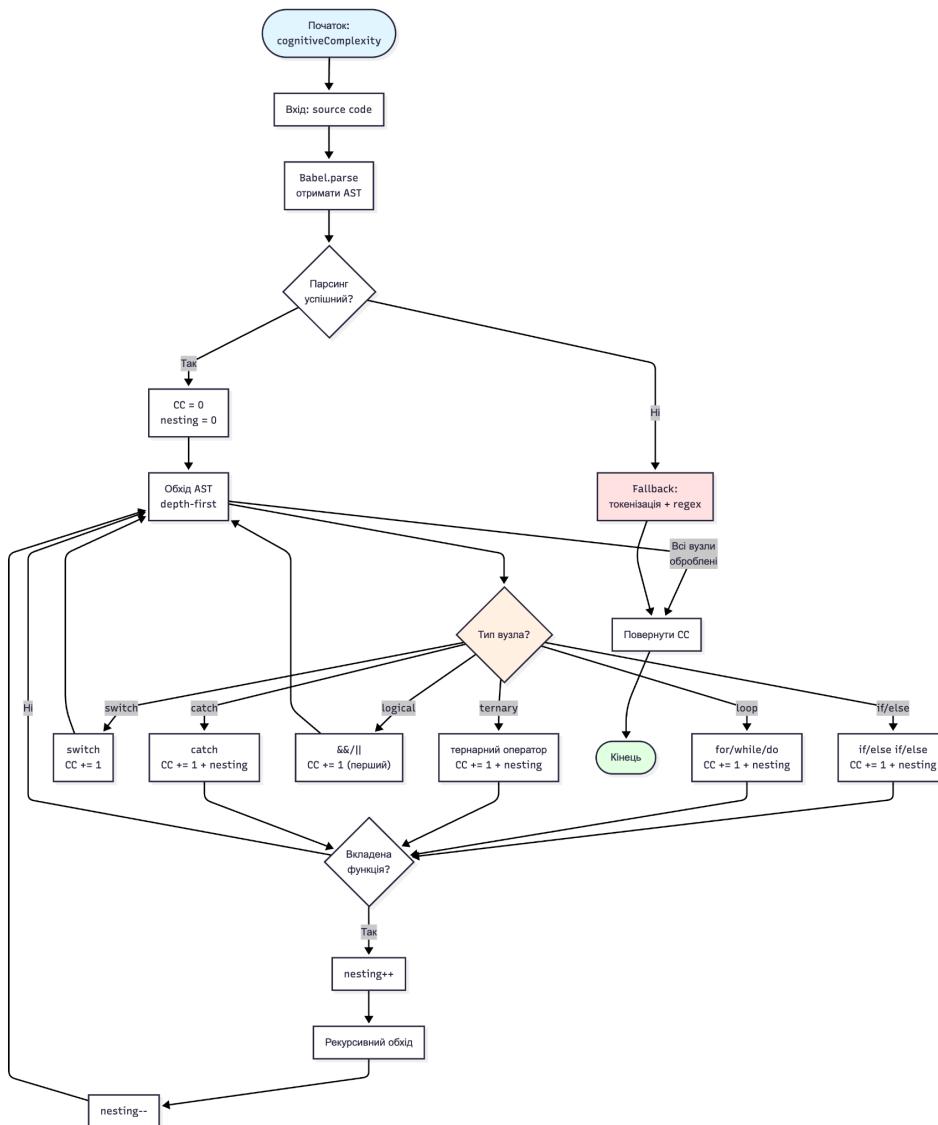 Початок:
cognitiveComplexity
Вхід: source code
Babel.parse
отримати AST
Парсинг
успішний?
Так
Ні
CC = 0
nesting = 0
Обхід AST
depth-first
Fallback:
токенізація + regex
Всі вузли
оброблені
Тип вузла?
Повернути CC
Ні
switch
catch
logical
ternary
loop
if/else
switch
CC += 1
catch
CC += 1 + nesting
&&/||
CC += 1 (перший)
тернарний оператор
CC += 1 + nesting
Кінець
for/while/do
CC += 1 + nesting
if/else if/else
CC += 1 + nesting
Вкладена
функція?
Так
nesting++
Рекурсивний обхід
nesting--